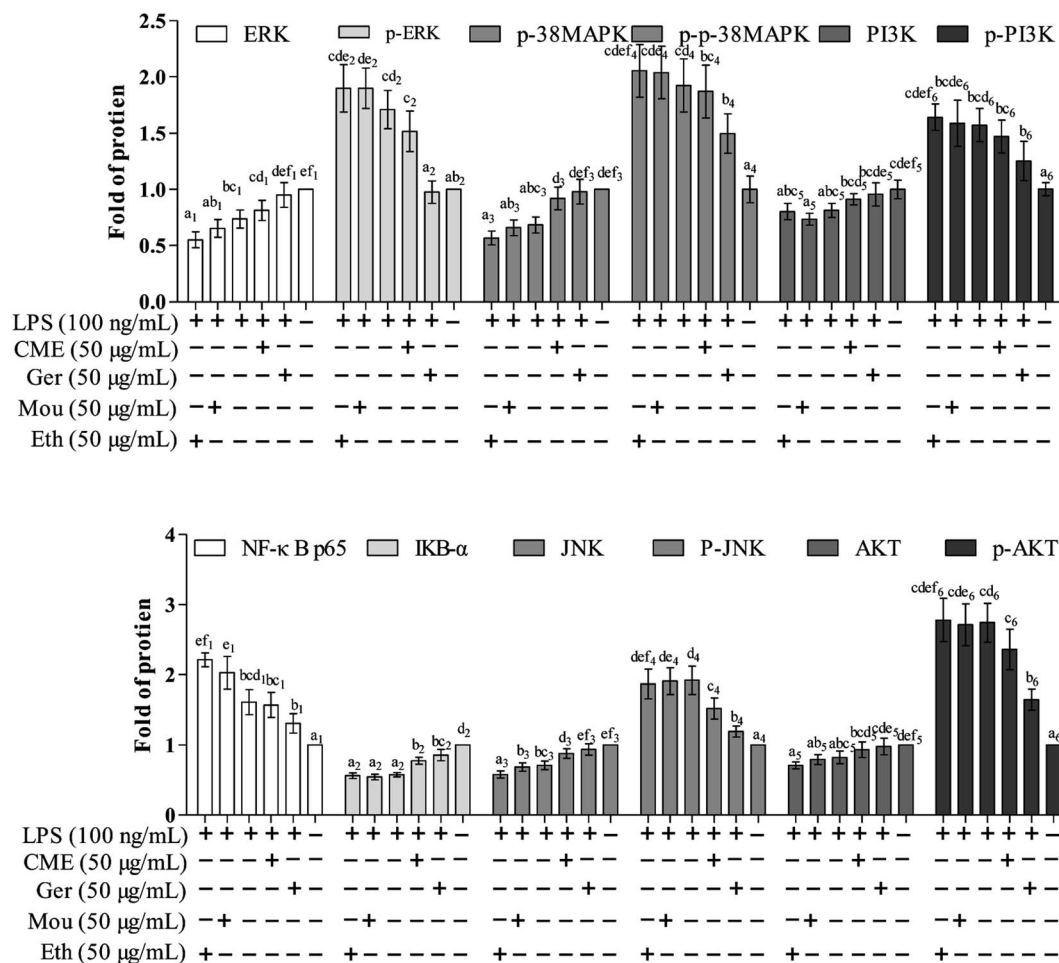 ERK p-ERK p-38MAPK p-p-38MAPK PI3K p-PI3K
Fold of protien
2.5
2.0
1.5
1.0
0.5
0.0
a1 ab1 bc1 cd1 def1 ef1
cde2 de2 cd2 c2 a2 ab2
a3 ab3 abc3 d3 def3 def3
cdef4 cde4 cd4 bc4 b4 a4
abc5 a5 abc5 bcd5 bcde5 cdef5
cdef6 bcde6 bcd6 bc6 b6 a6
LPS (100 ng/mL) + + + + + − + + + + + − + + + + + − + + + + + − + + + + + − + + + + + −
CME (50 µg/mL) − − − + − − − − − + − − − − − + − − − − − + − − − − − + − − − − − + − −
Ger (50 µg/mL) − − − − + − − − − − + − − − − − + − − − − − + − − − − − + − − − − − + −
Mou (50 µg/mL) − + − − − − − + − − − − − + − − − − − + − − − − − + − − − − − + − − − −
Eth (50 µg/mL) + − − − − − + − − − − − + − − − − − + − − − − − + − − − − − + − − − − −
NF-κ B p65 IKB-α JNK P-JNK AKT p-AKT
Fold of protien
4
3
2
1
0
ef1 e1 bcd1 bc1 b1 a1
a2 a2 a2 b2 bc2 d2
a3 b3 bc3 d3 ef3 ef3
def4 de4 d4 c4 b4 a4
a5 ab5 abc5 bcd5 cde5 def5
cdef6 cde6 cd6 c6 b6 a6
LPS (100 ng/mL) + + + + + − + + + + + − + + + + + − + + + + + − + + + + + − + + + + + −
CME (50 µg/mL) − − − + − − − − − + − − − − − + − − − − − + − − − − − + − − − − − + − −
Ger (50 µg/mL) − − − − + − − − − − + − − − − − + − − − − − + − − − − − + − − − − − + −
Mou (50 µg/mL) − + − − − − − + − − − − − + − − − − − + − − − − − + − − − − − + − − − −
Eth (50 µg/mL) + − − − − − + − − − − − + − − − − − + − − − − − + − − − − − + − − − − −